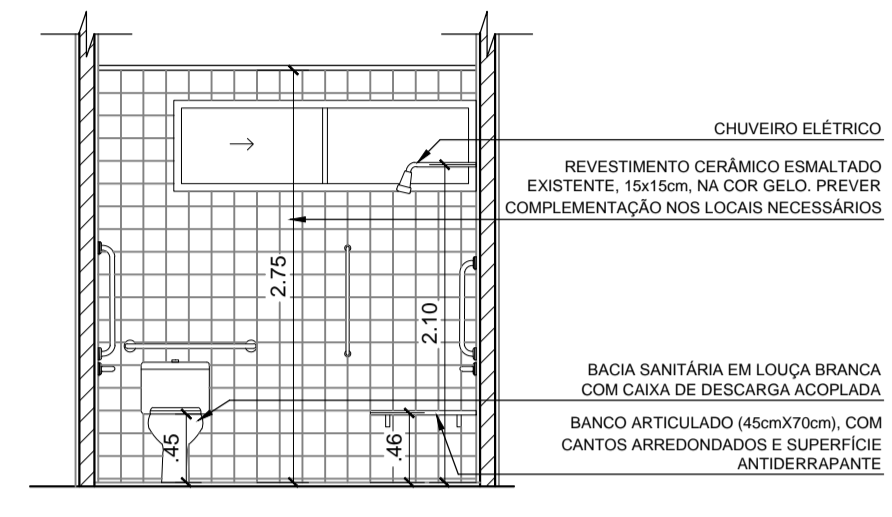 CHUVEIRO ELÉTRICO
REVESTIMENTO CERÂMICO ESMALTADO
EXISTENTE, 15x15cm, NA COR GELO. PREVER
COMPLEMENTAÇÃO NOS LOCAIS NECESSÁRIOS
2.75
2.10
BACIA SANITÁRIA EM LOUÇA BRANCA
COM CAIXA DE DESCARGA ACOPLADA
BANCO ARTICULADO (45cmX70cm), COM
CANTOS ARREDONDADOS E SUPERFÍCIE
ANTIDERRAPANTE
.45
.46